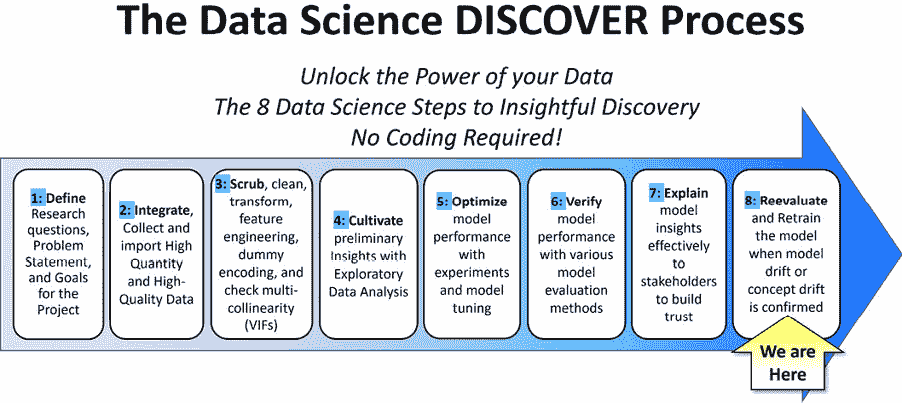 The Data Science DISCOVER Process
Unlock the Power of your Data
The 8 Data Science Steps to Insightful Discovery
No Coding Required!
1: Define
Research
questions,
Problem
Statement,
and Goals
for the
Project
2: Integrate,
Collect and
import High
Quantity
and High-
Quality Data
3: Scrub, clean,
transform,
feature
engineering,
dummy
encoding, and
check multi-
collinearity
(VIFs)
4: Cultivate
preliminary
Insights with
Exploratory
Data Analysis
5: Optimize
model
performance
with
experiments
and model
tuning
6: Verify
model
performance
with various
model
evaluation
methods
7: Explain
model
insights
effectively
to
stakeholders
to build
trust
8: Reevaluate
and Retrain
the model
when model
drift or
concept drift
is confirmed
We are
Here